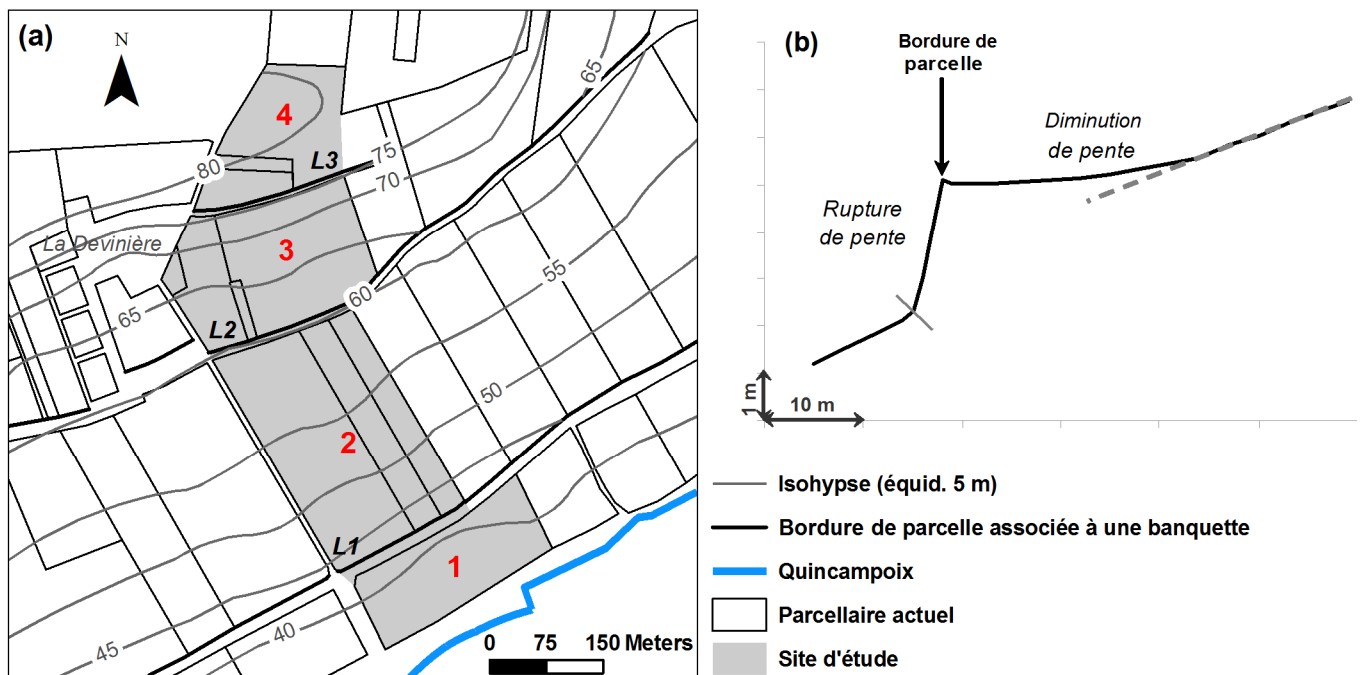 (a)
N
65
4
80
L3
75
70
La Devinière
3
55
65
L2
60
50
2
L1
1
45
40
0 75 150 Meters
(b)
Bordure de
parcelle
Diminution
de pente
Rupture
de pente
1 m
10 m
Isohypse (équid. 5 m)
Bordure de parcelle associée à une banquette
Quincampoix
Parcellaire actuel
Site d'étude